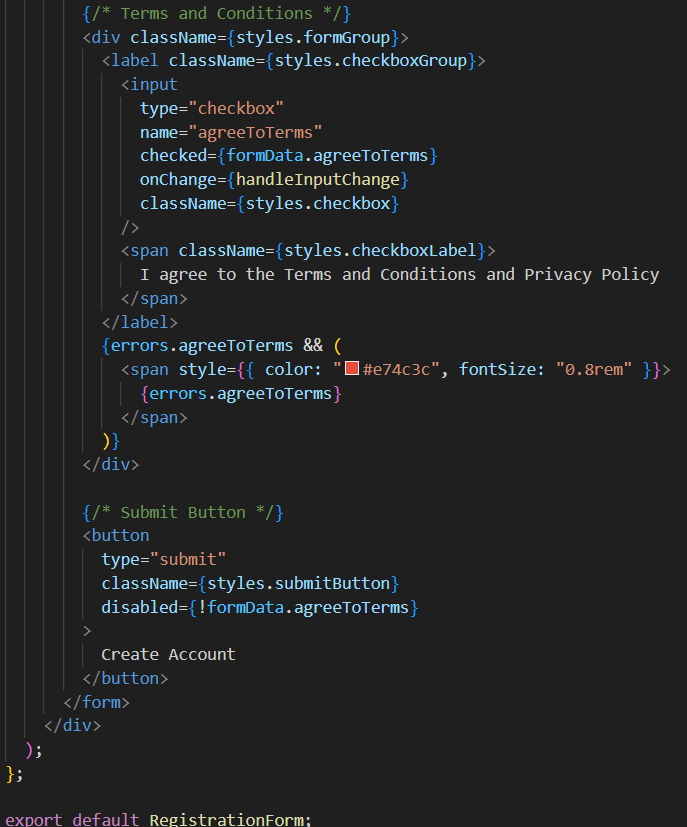 {/* Terms and Conditions */}
<div className={styles.formGroup}>
<label className={styles.checkboxGroup}>
<input
type="checkbox"
name="agreeToTerms"
checked={formData.agreeToTerms}
onChange={handleInputChange}
className={styles.checkbox}
/>
<span className={styles.checkboxLabel}>
I agree to the Terms and Conditions and Privacy Policy
</span>
</label>
{errors.agreeToTerms && (
<span style={{ color: "#e74c3c", fontSize: "0.8rem" }}>
{errors.agreeToTerms}
</span>
)}
</div>
{/* Submit Button */}
<button
type="submit"
className={styles.submitButton}
disabled={!formData.agreeToTerms}
>
Create Account
</button>
</form>
</div>
);
};
export default RegistrationForm;